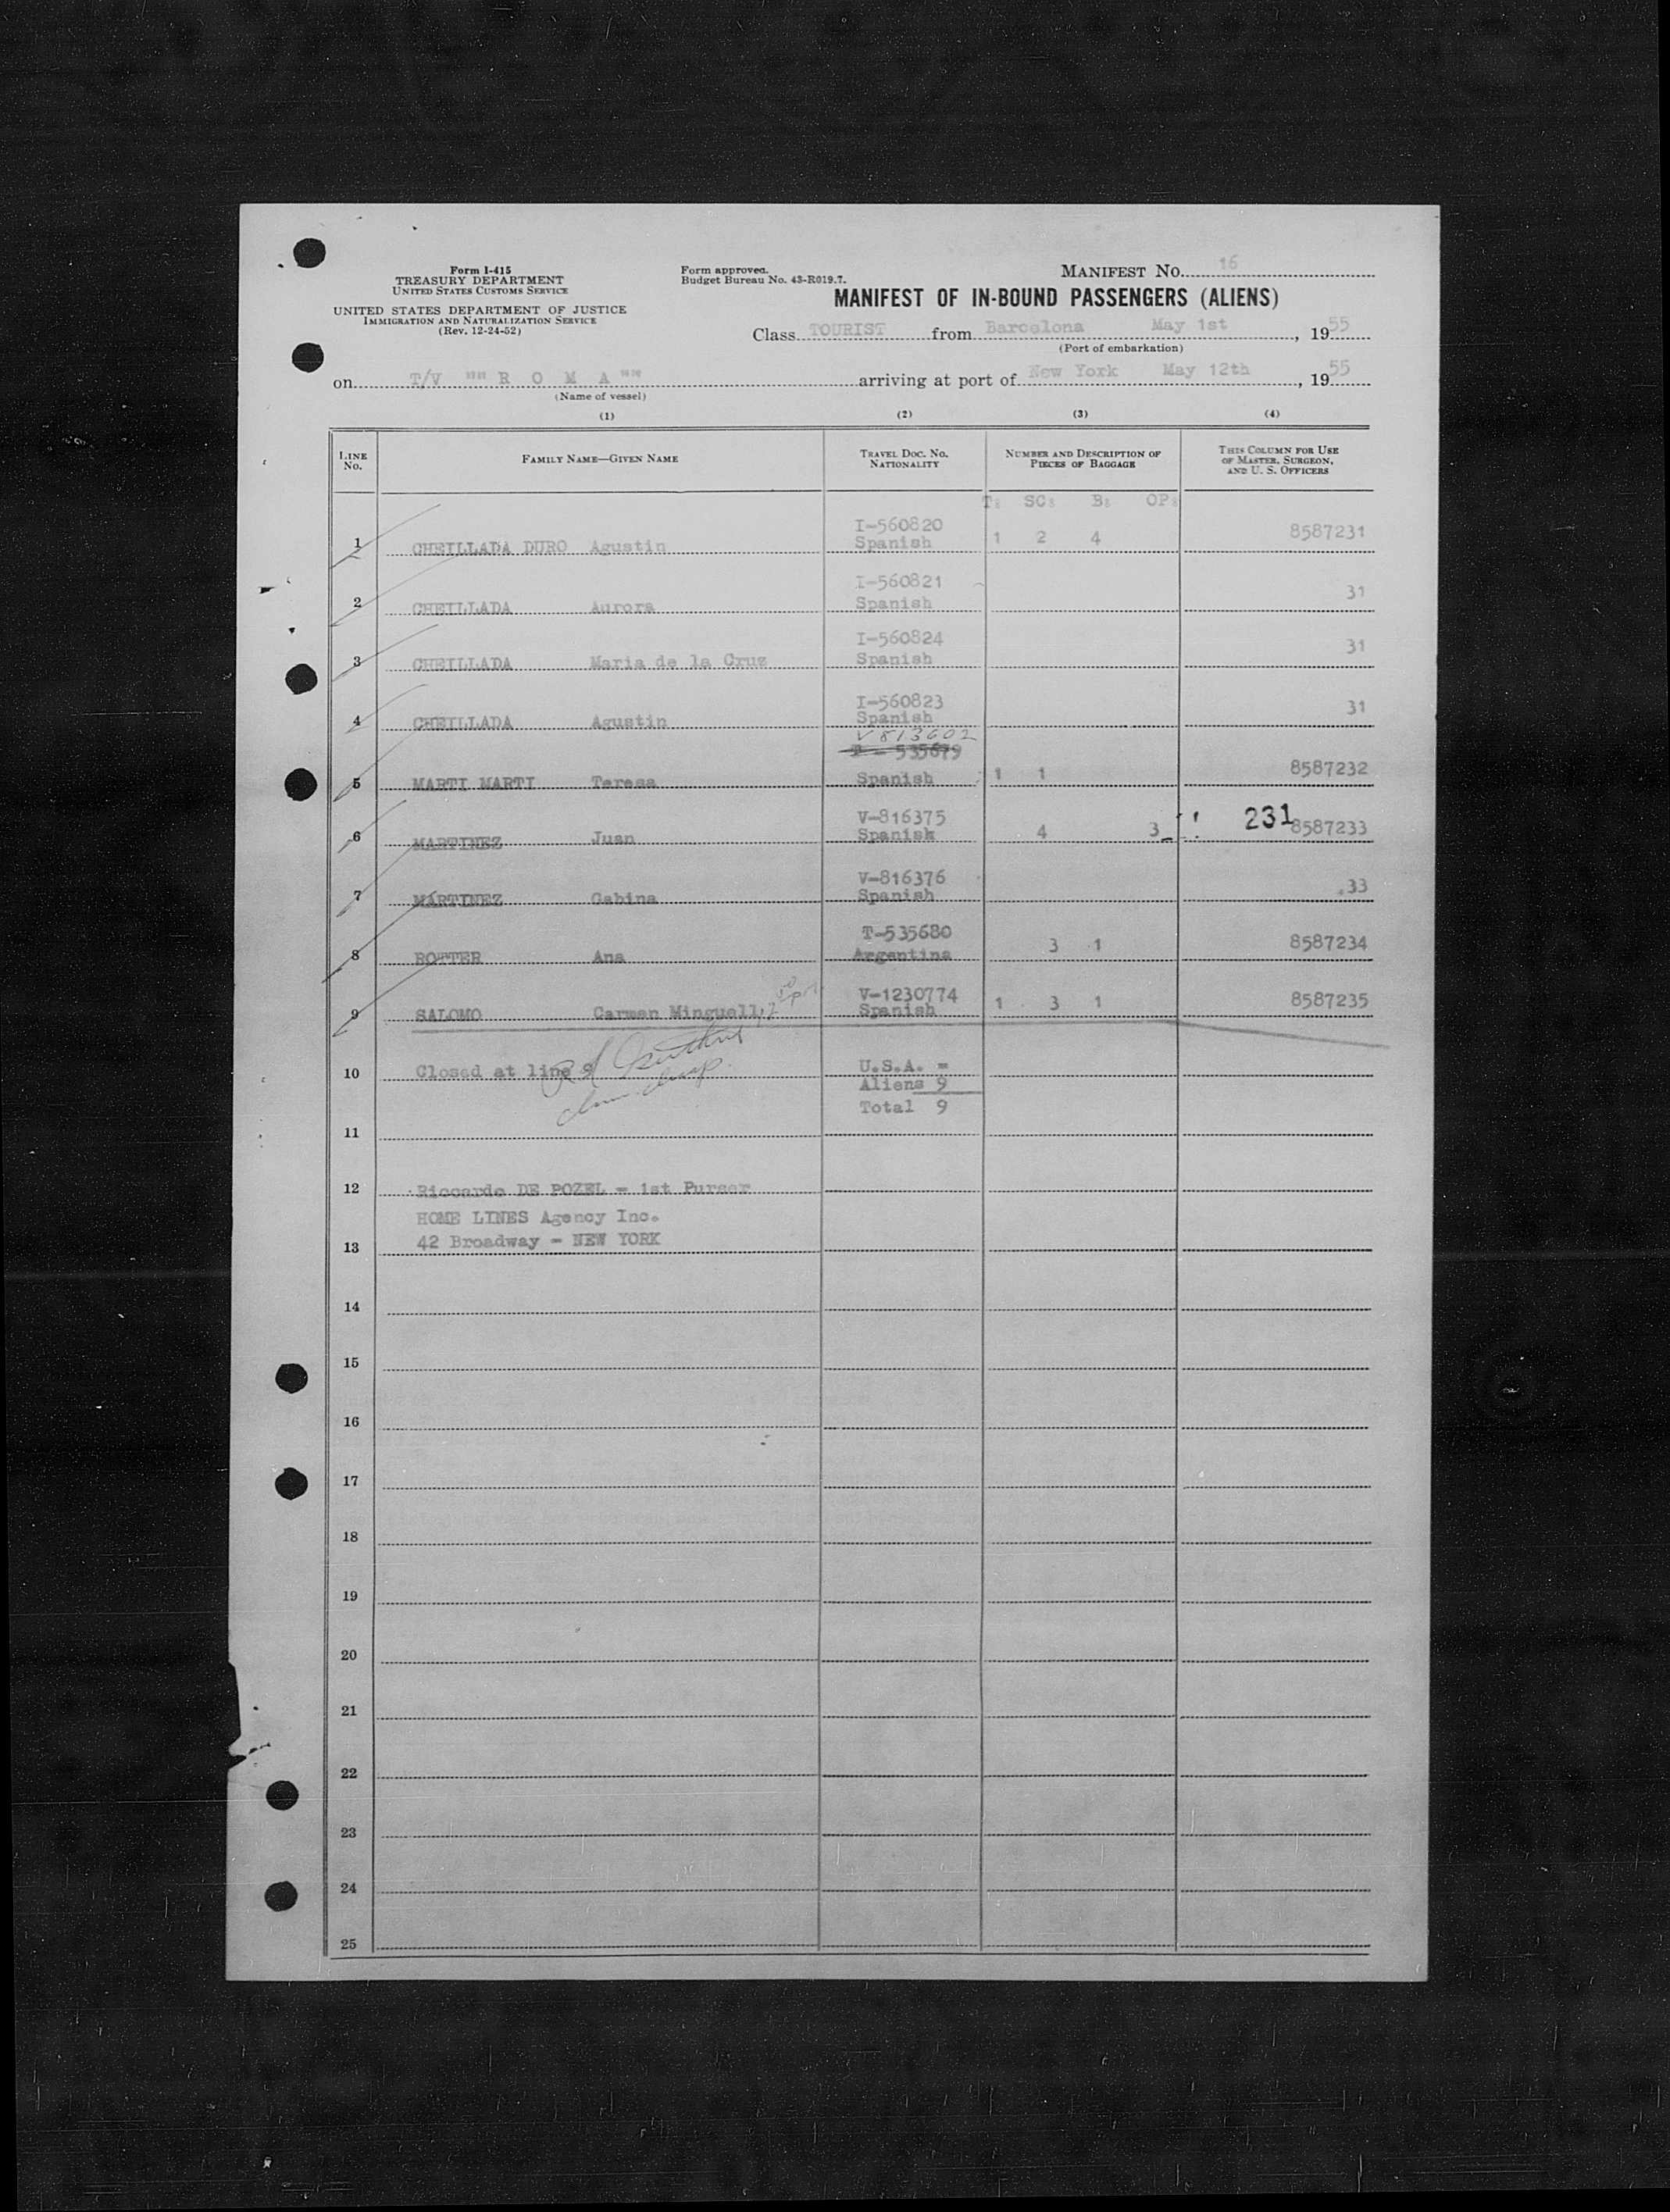 Form I-415
TREASURY DEPARTMENT
UNITED STATES CUSTOMS SERVICE
UNITED STATES DEPARTMENT OF JUSTICE
IMMIGRATION AND NATURALIZATION SERVICE
(Rev. 12-24-52)
Form approved.
Budget Bureau No. 43-R019.7.
MANIFEST No. 16
MANIFEST OF IN-BOUND PASSENGERS (ALIENS)
Class TOURIST from Barcelona May 1st, 1955
(Port of embarkation)
on T/V """ R O M A """ arriving at port of New York May 12th, 1955
(Name of vessel)
(1) (2) (3) (4)
LINE No. FAMILY NAME—GIVEN NAME TRAVEL DOC. NO. NATIONALITY NUMBER AND DESCRIPTION OF PIECES OF BAGGAGE THIS COLUMN FOR USE OF MASTER, SURGEON, AND U. S. OFFICERS
T: SC: B: OP:
1 CHEILLADA DURO Agustin I-560820 Spanish 1 2 4 8587231
2 CHEILLADA Aurora I-560821 Spanish 31
3 CHEILLADA Maria de la Cruz I-560824 Spanish 31
4 CHEILLADA Agustin I-560823 Spanish 31
V813602
T-535679
5 MARTI MARTI Teresa Spanish 1 1 8587232
6 MARTINEZ Juan V-816375 Spanish 4 3 231 8587233
7 MARTINEZ Gabina V-816376 Spanish 33
8 BOTTER Ana T-535680 Argentina 3 1 8587234
9 SALOMO Carmen Minguell V-1230774 Spanish 1 3 1 8587235
10 Closed at line 9 U.S.A. =
Aliens 9
Total 9
11
12 Riccardo DE POZEL = 1st Purser
HOME LINES Agency Inc.
13 42 Broadway = NEW YORK
14
15
16
17
18
19
20
21
22
23
24
25